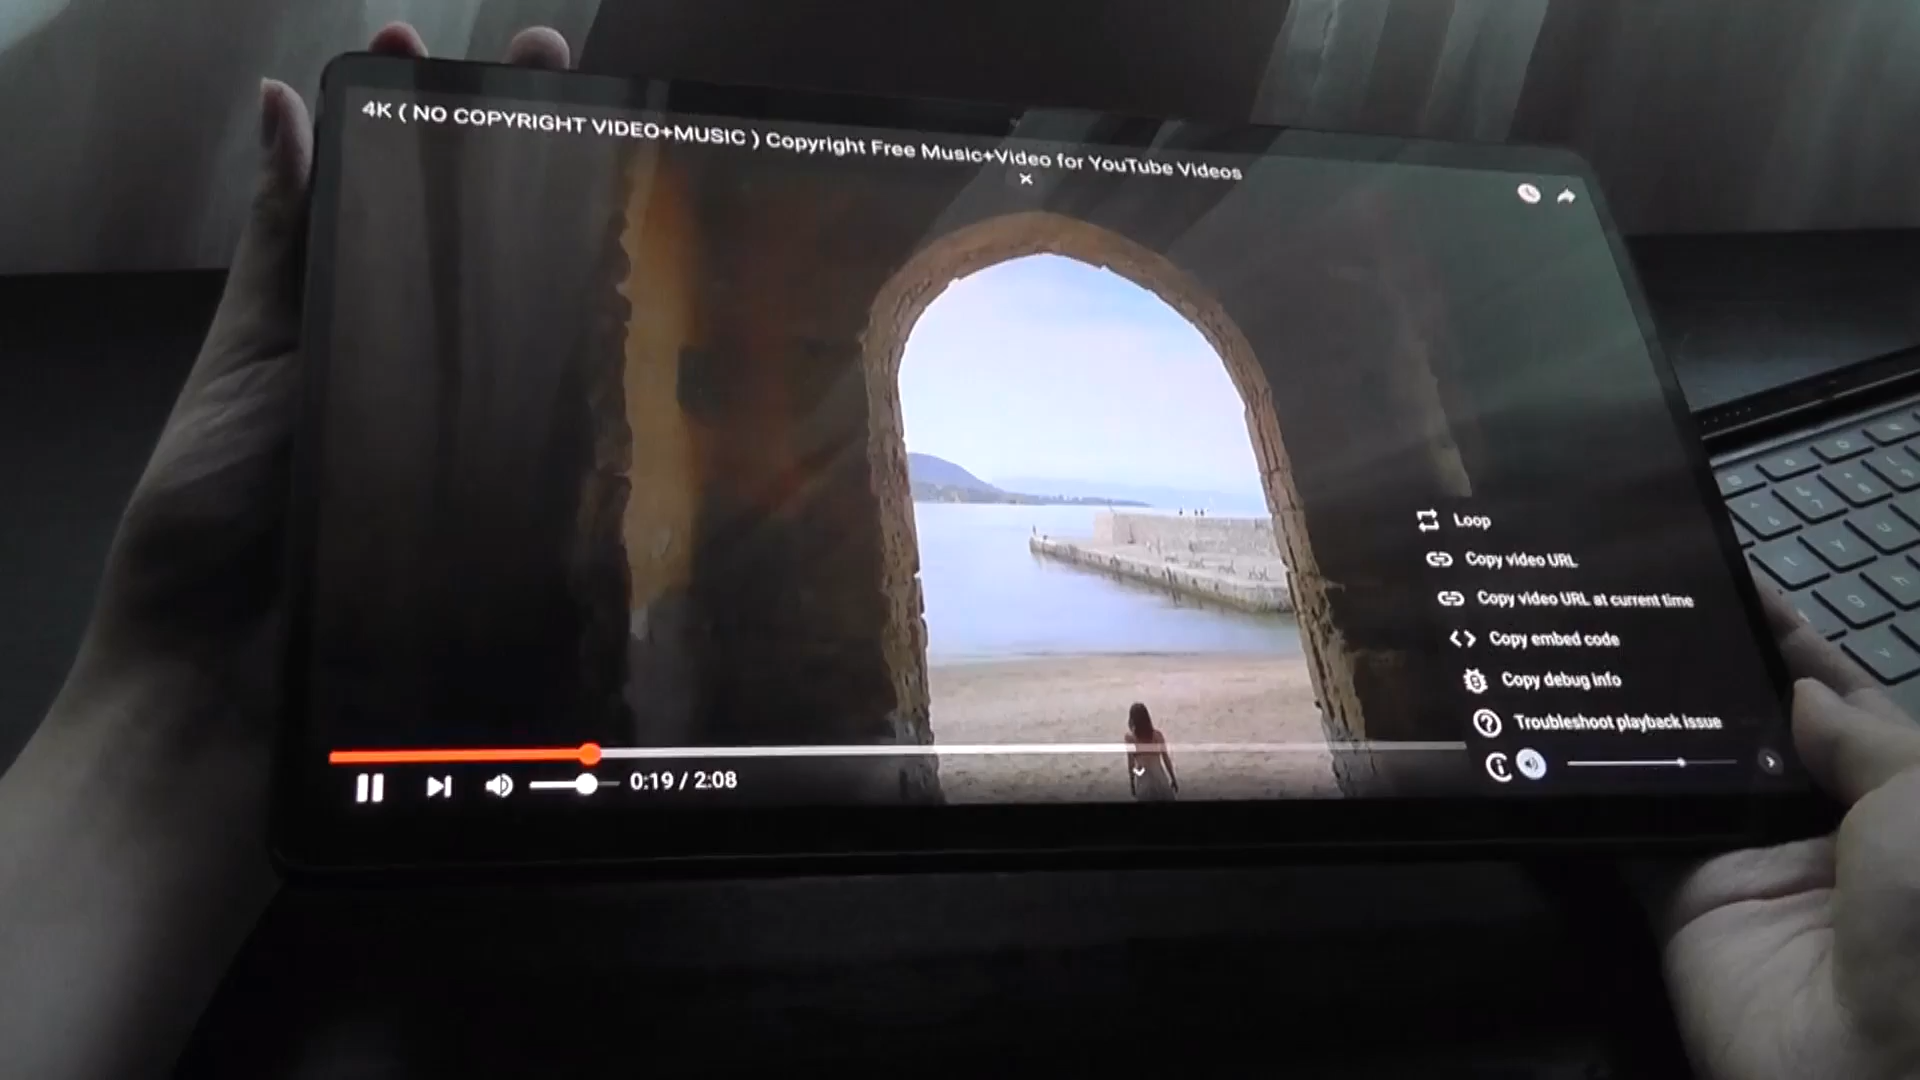 4K ( NO COPYRIGHT VIDEO+MUSIC ) Copyright Free Music+Video for YouTube Videos
Loop
Copy video URL
Copy video URL at current time
Copy embed code
Copy debug info
Troubleshoot playback issue
0:19 / 2:08